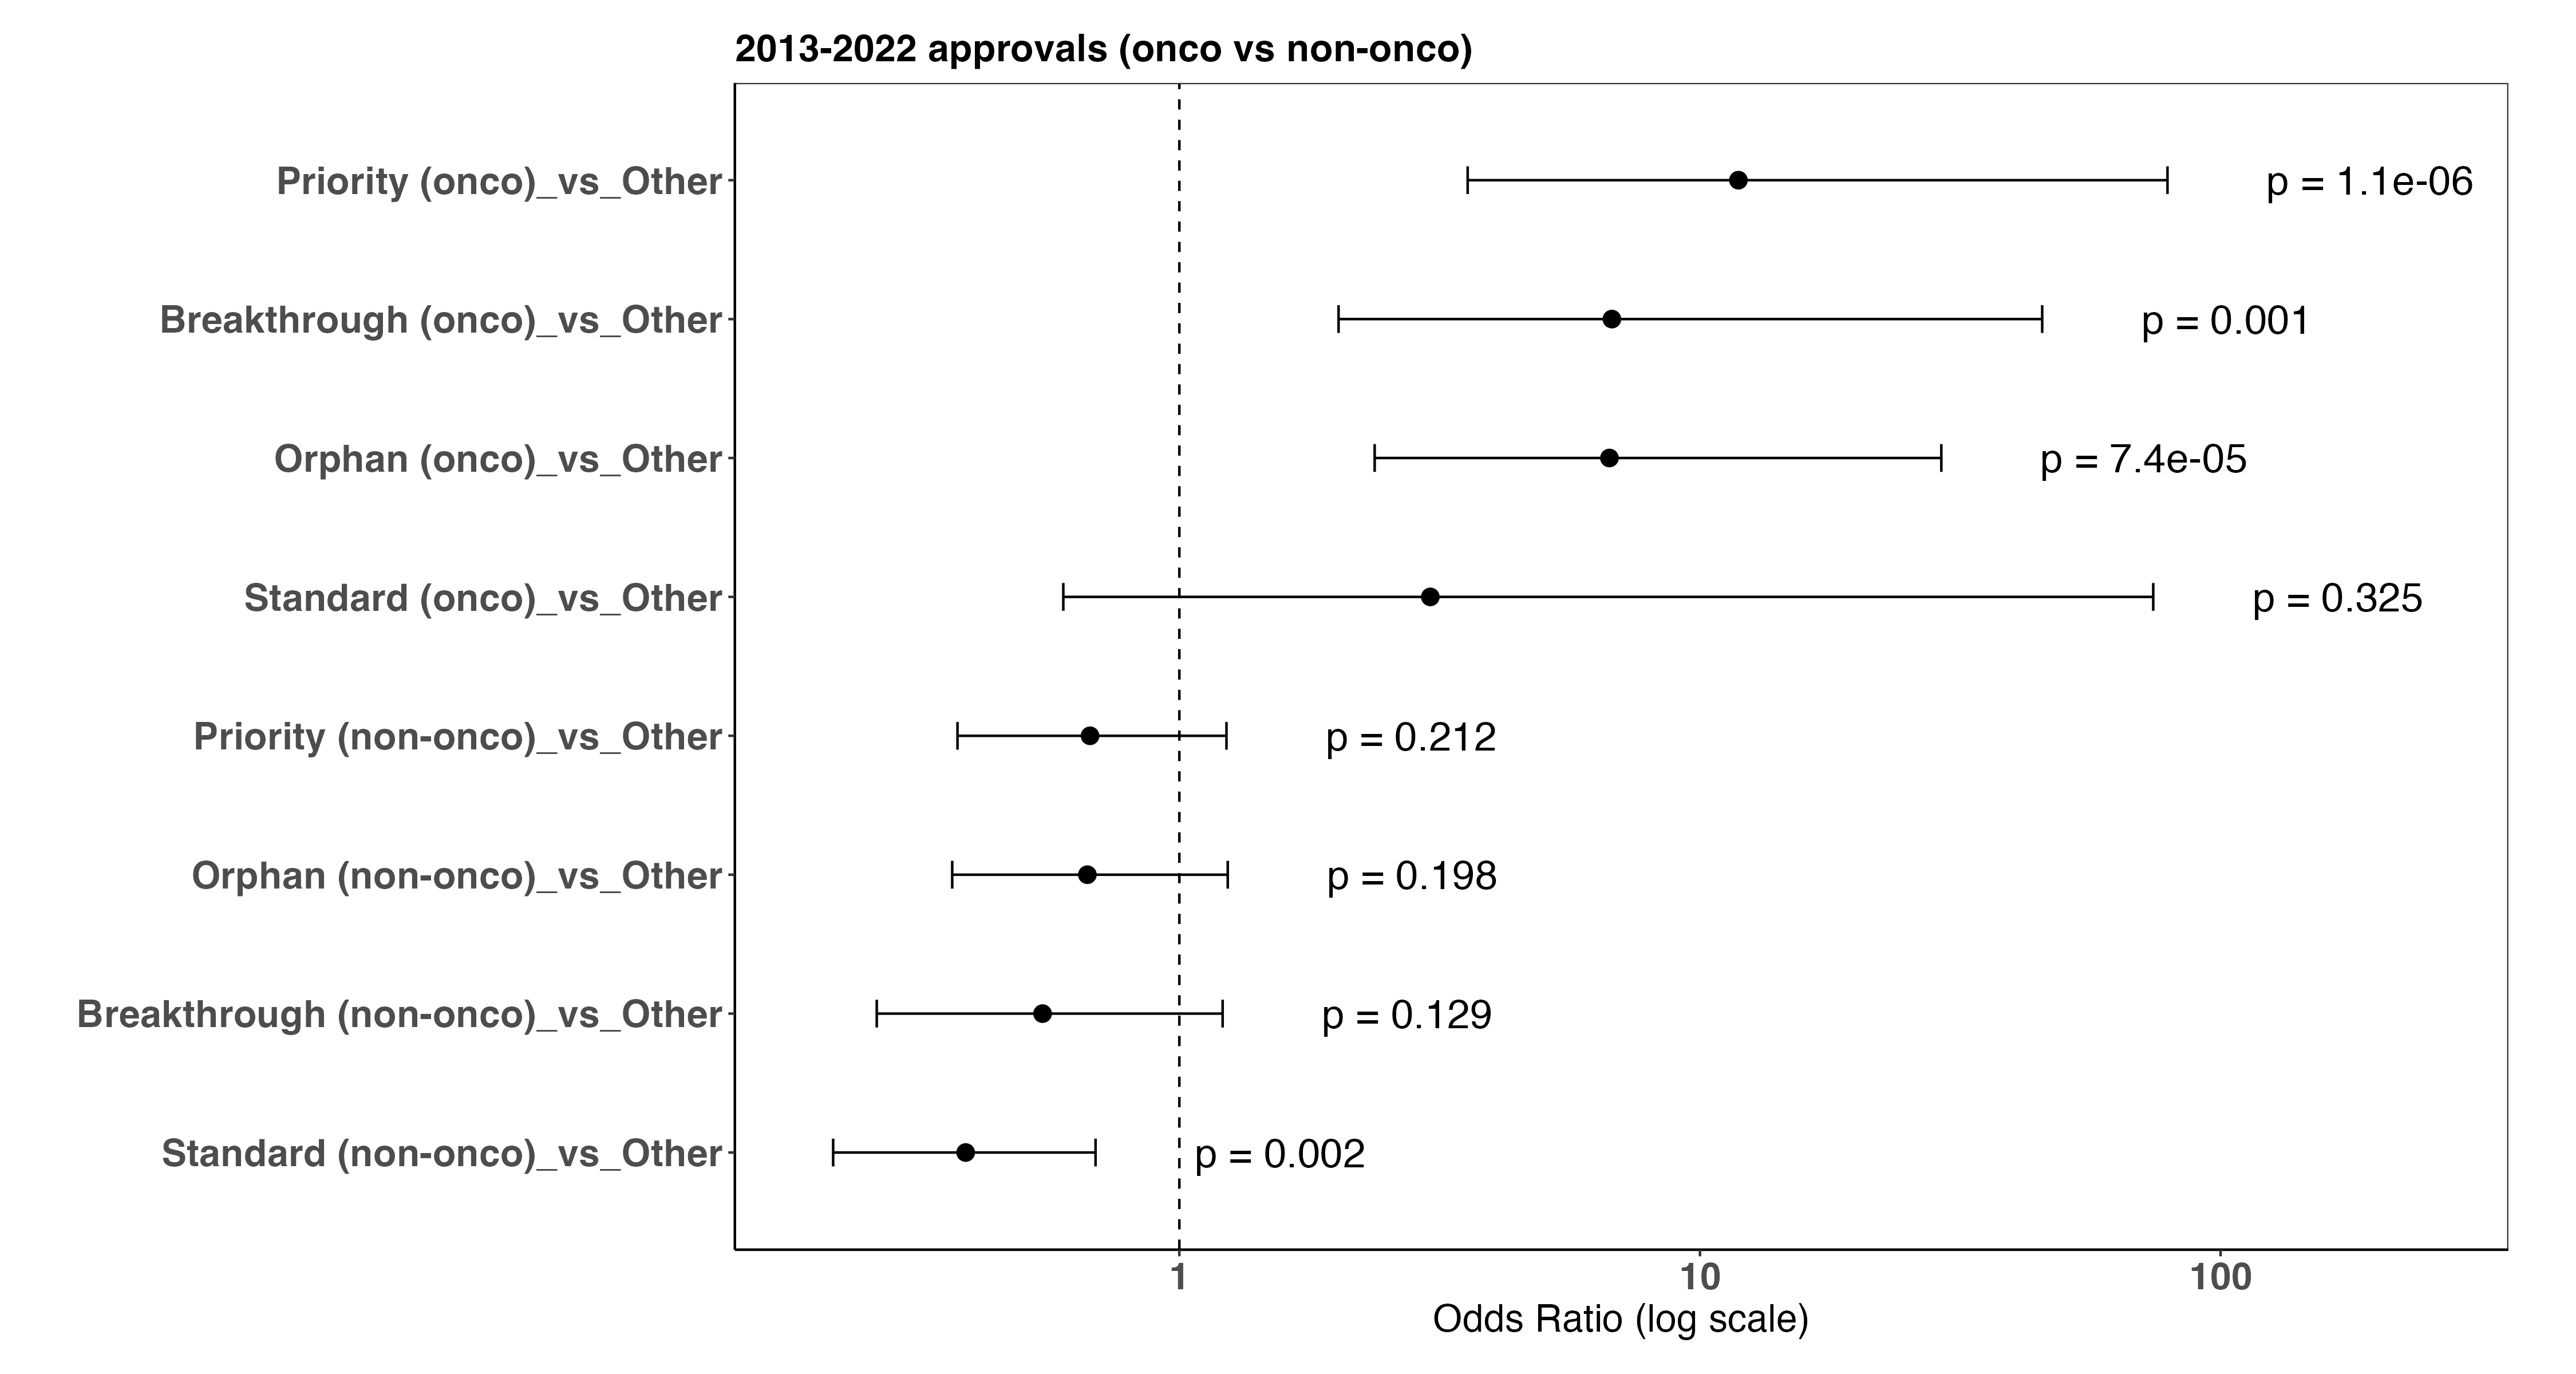 2013-2022 approvals (onco vs non-onco)
Priority (onco)_vs_Other
p = 1.1e-06
Breakthrough (onco)_vs_Other
p = 0.001
Orphan (onco)_vs_Other
p = 7.4e-05
Standard (onco)_vs_Other
p = 0.325
Priority (non-onco)_vs_Other
p = 0.212
Orphan (non-onco)_vs_Other
p = 0.198
Breakthrough (non-onco)_vs_Other
p = 0.129
Standard (non-onco)_vs_Other
p = 0.002
1 10 100
Odds Ratio (log scale)